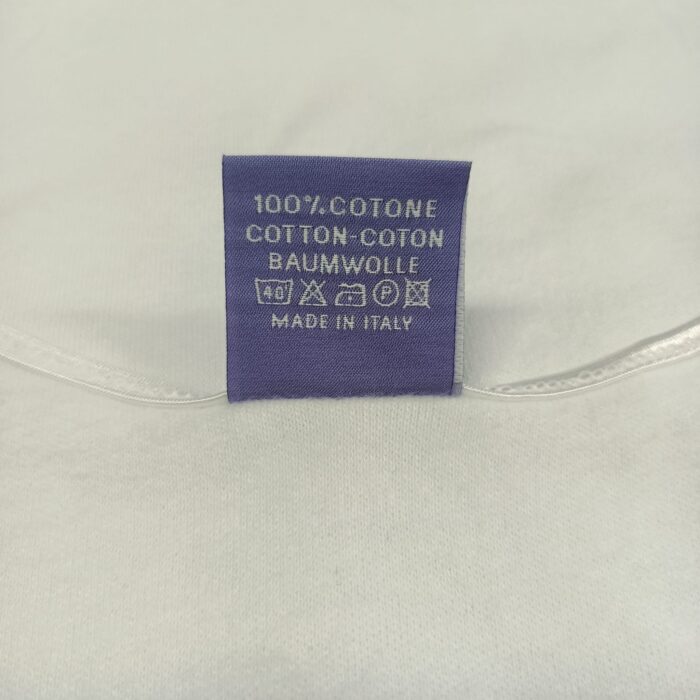 100%COTONE
COTTON-COTON
BAUMWOLLE
40 P
MADE IN ITALY